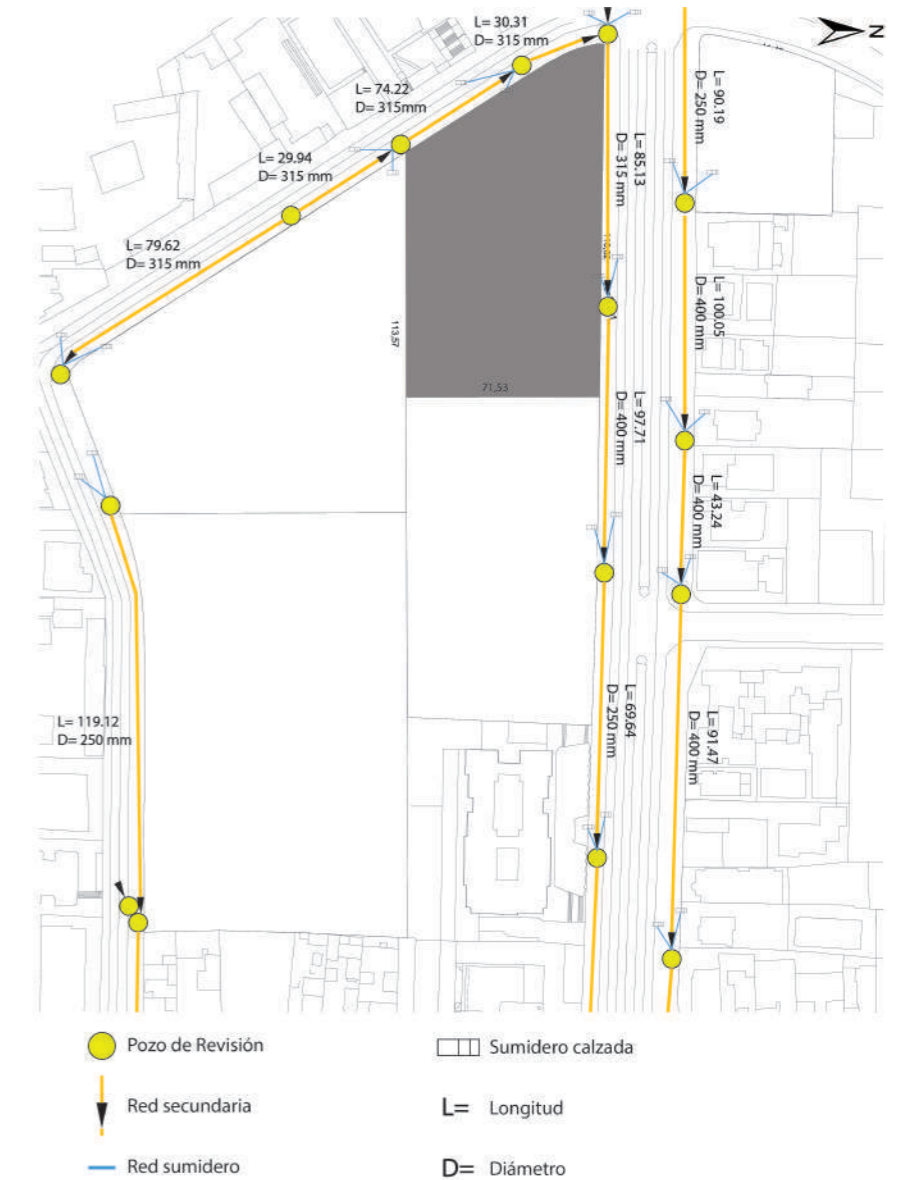 L= 30.31
D= 315 mm
N
L= 74.22
D= 315mm
L= 90.19
D= 250 mm
L= 29.94
D= 315 mm
L= 85.13
D= 315 mm
L= 79.62
D= 315 mm
L= 100.05
D= 400 mm
113,57
71,53
L= 97.71
D= 400 mm
L= 43.24
D= 400 mm
L= 119.12
D= 250 mm
L= 69.64
D= 250 mm
L= 91.47
D= 400 mm
Pozo de Revisión
Sumidero calzada
Red secundaria
L= Longitud
Red sumidero
D= Diámetro